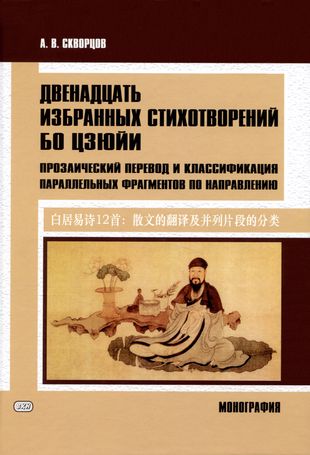 А. В. СКВОРЦОВ
ДВЕНАДЦАТЬ
ИЗБРАННЫХ СТИХОТВОРЕНИЙ
БО ЦЗЮЙИ
ПРОЗАИЧЕСКИЙ ПЕРЕВОД И КЛАССИФИКАЦИЯ
ПАРАЛЛЕЛЬНЫХ ФРАГМЕНТОВ ПО НАПРАВЛЕНИЮ
白居易诗12首：散文的翻译及并列片段的分类
МОНОГРАФИЯ